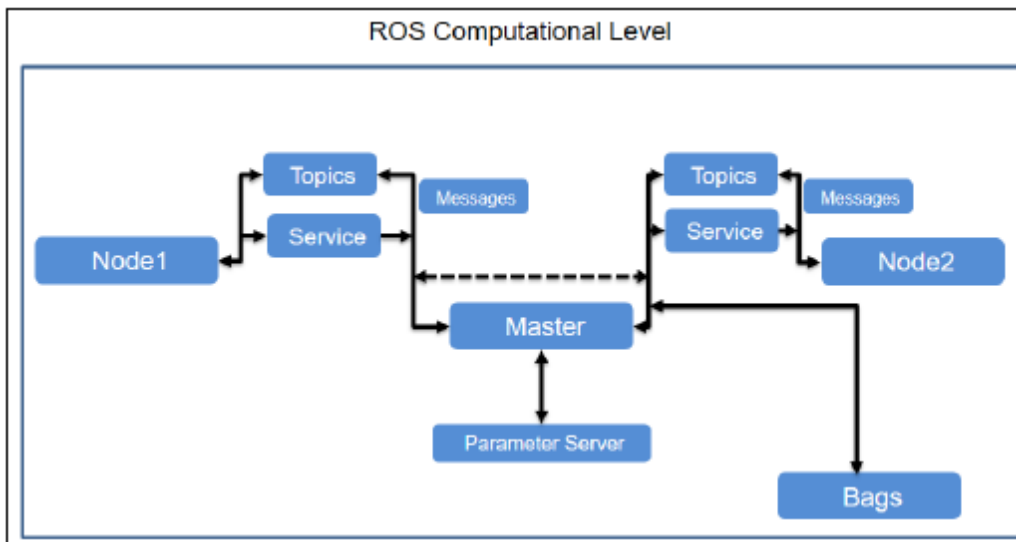 ROS Computational Level
Topics
Topics
Messages
Messages
Service
Service
Node1
Node2
Master
Parameter Server
Bags